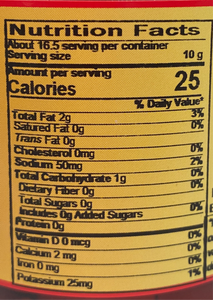 Nutrition Facts
About 16.5 serving per container
Serving size 10 g
Amount per serving
Calories 25
% Daily Value*
Total Fat 2g 3%
Satured Fat 0g 0%
Trans Fat 0g
Cholesterol 0mg 0%
Sodium 50mg 2%
Total Carbohydrate 1g 0%
Dietary Fiber 0g 0%
Total Sugars 0g
Includes 0g Added Sugars 0%
Protein 0g
Vitamin D 0 mcg 0%
Calcium 2 mg 0%
Iron 0 mg 0%
Potassium 25mg 1%